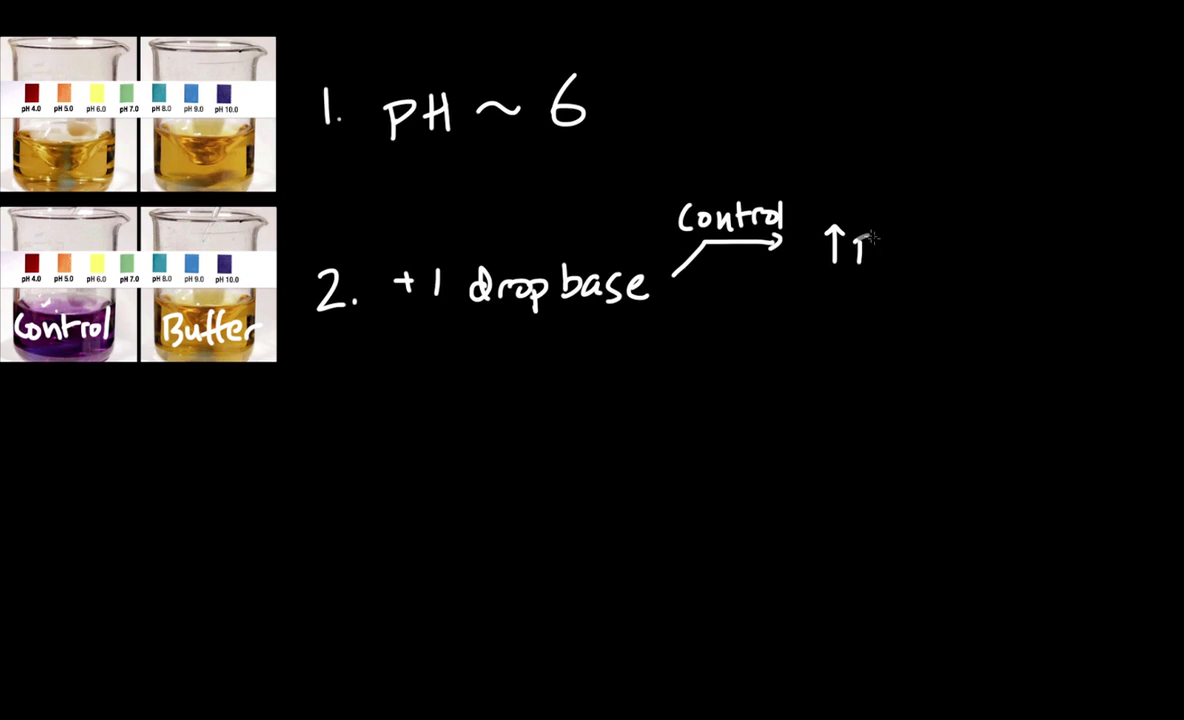 pH 4.0 pH 5.0 pH 6.0 pH 7.0 pH 8.0 pH 9.0 pH 10.0
1. pH ~ 6
Control
pH 4.0 pH 5.0 pH 6.0 pH 7.0 pH 8.0 pH 9.0 pH 10.0
2. +1 drop base
↑
Control Buffer